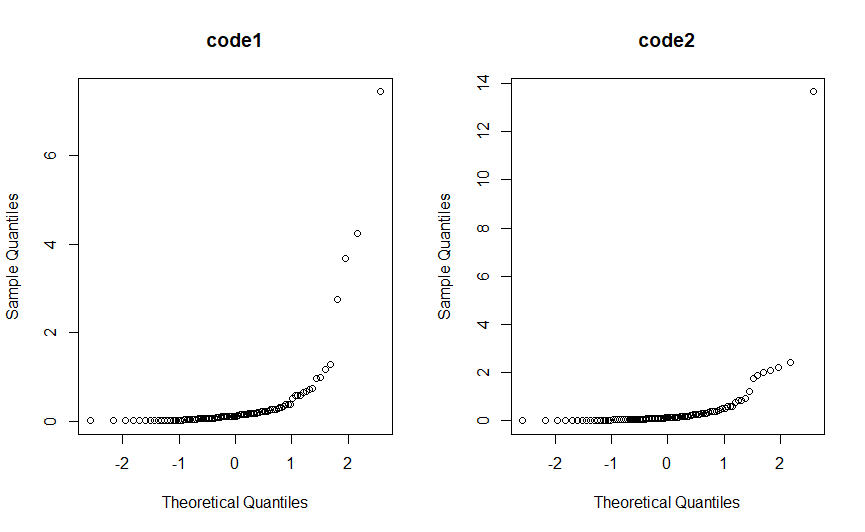 code1
Sample Quantiles
6
4
2
0
-2 -1 0 1 2
Theoretical Quantiles
code2
Sample Quantiles
14
12
10
8
6
4
2
0
-2 -1 0 1 2
Theoretical Quantiles